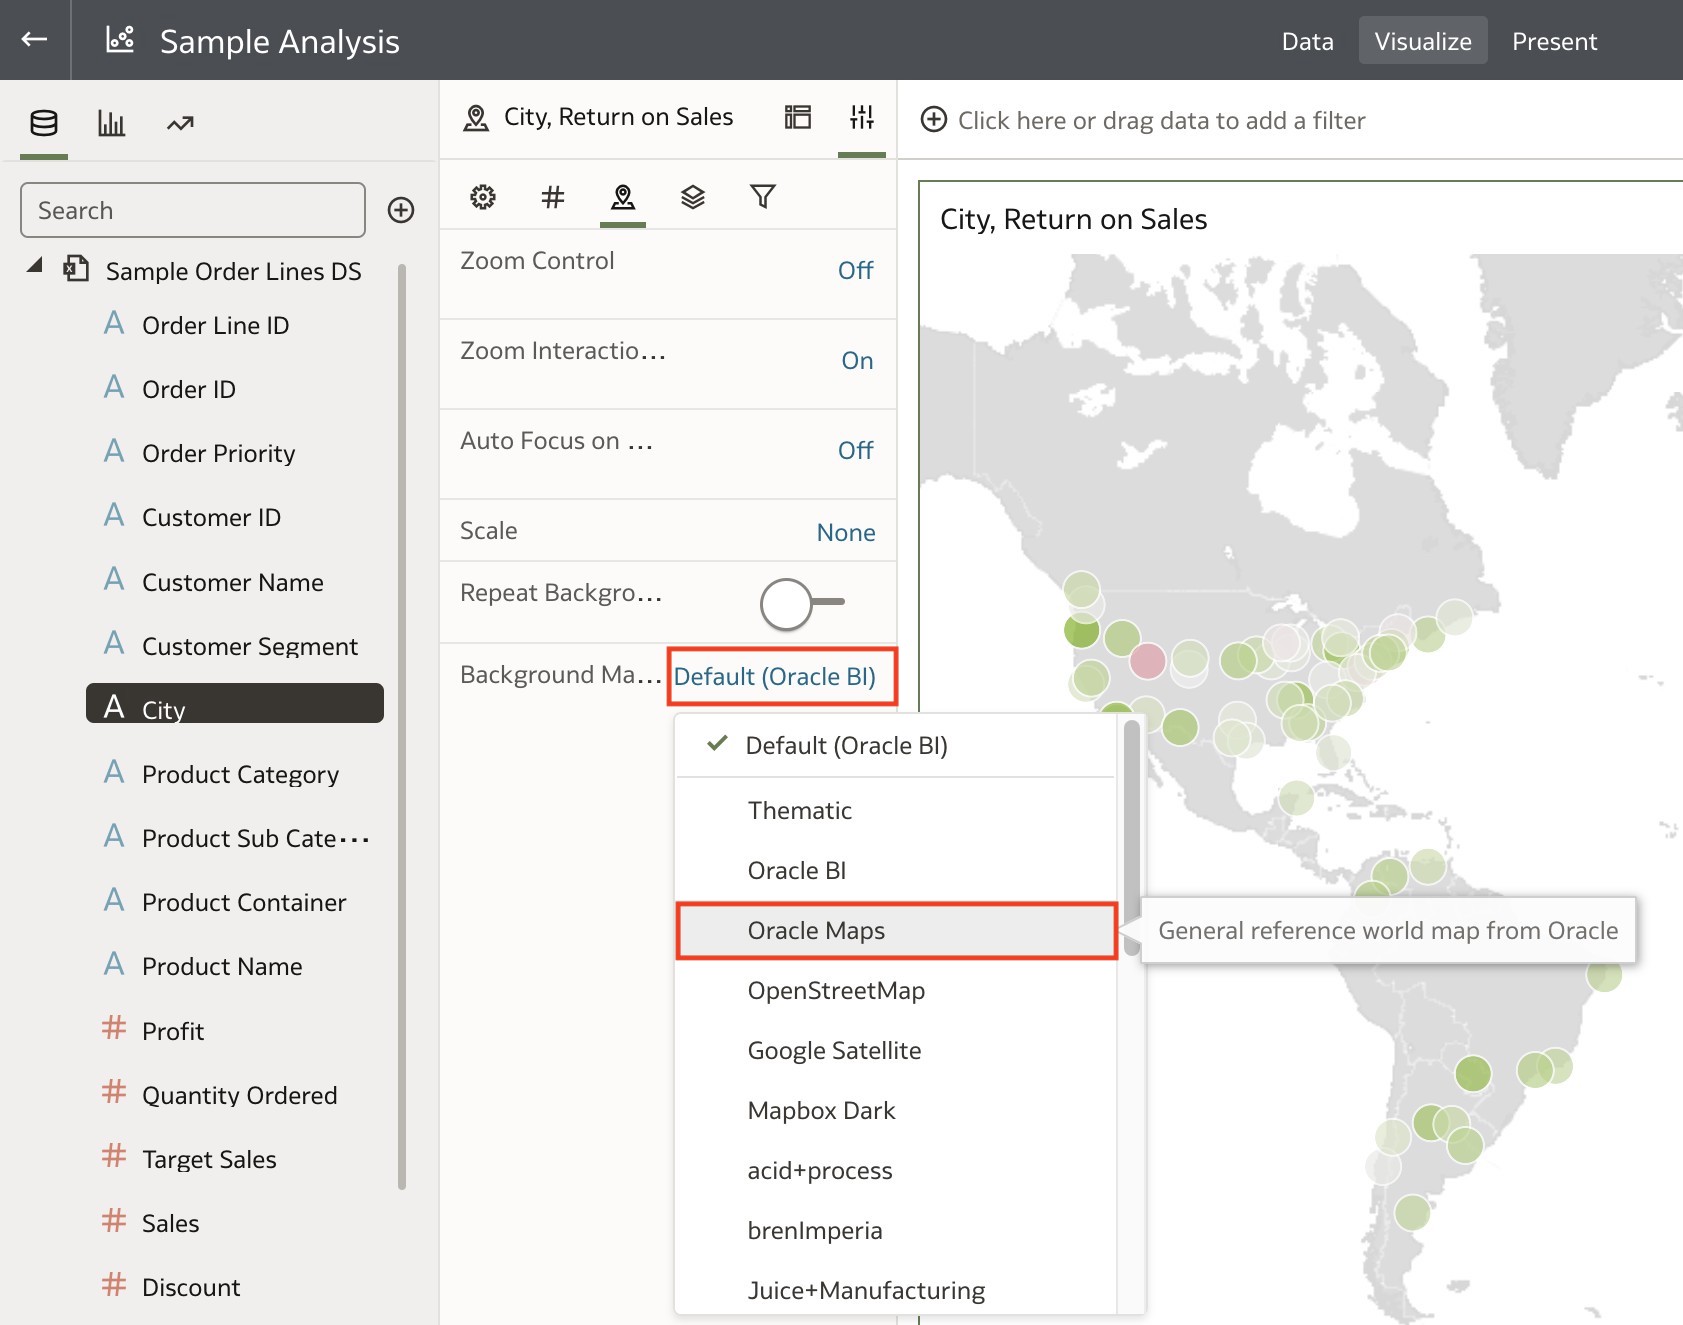 Sample Analysis
Data
Visualize
Present
Search
Sample Order Lines DS
A Order Line ID
A Order ID
A Order Priority
A Customer ID
A Customer Name
A Customer Segment
A City
A Product Category
A Product Sub Cate...
A Product Container
A Product Name
# Profit
# Quantity Ordered
# Target Sales
# Sales
# Discount
City, Return on Sales
#
Zoom Control
Off
Zoom Interactio...
On
Auto Focus on ...
Off
Scale
None
Repeat Backgro...
Background Ma...
Default (Oracle BI)
Default (Oracle BI)
Thematic
Oracle BI
Oracle Maps
OpenStreetMap
Google Satellite
Mapbox Dark
acid+process
brenImperia
Juice+Manufacturing
General reference world map from Oracle
Click here or drag data to add a filter
City, Return on Sales